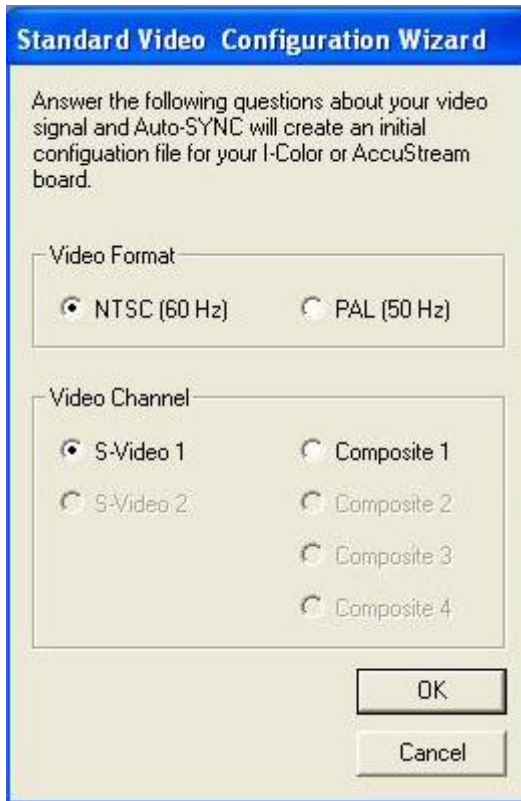 Standard Video Configuration Wizard
Answer the following questions about your video
signal and Auto-SYNC will create an initial
configuation file for your I-Color or AccuStream
board.
Video Format
NTSC (60 Hz)
PAL (50 Hz)
Video Channel
S-Video 1
Composite 1
S-Video 2
Composite 2
Composite 3
Composite 4
OK
Cancel